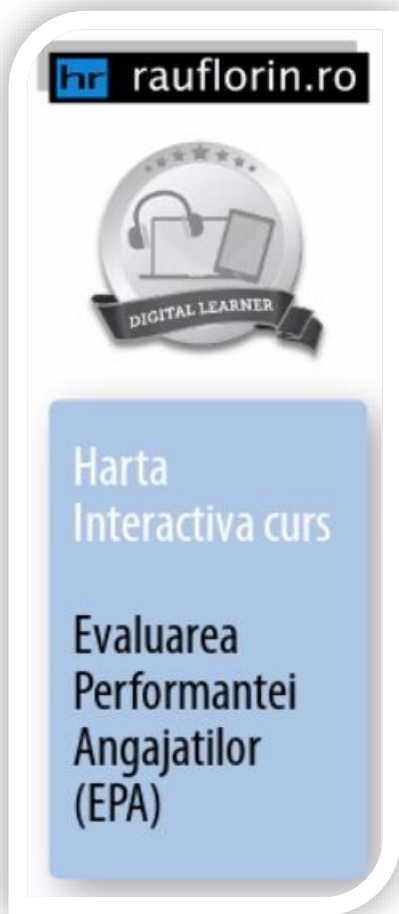 hr rauflorin.ro
DIGITAL LEARNER
Harta
Interactiva curs
Evaluarea
Performantei
Angajatilor
(EPA)